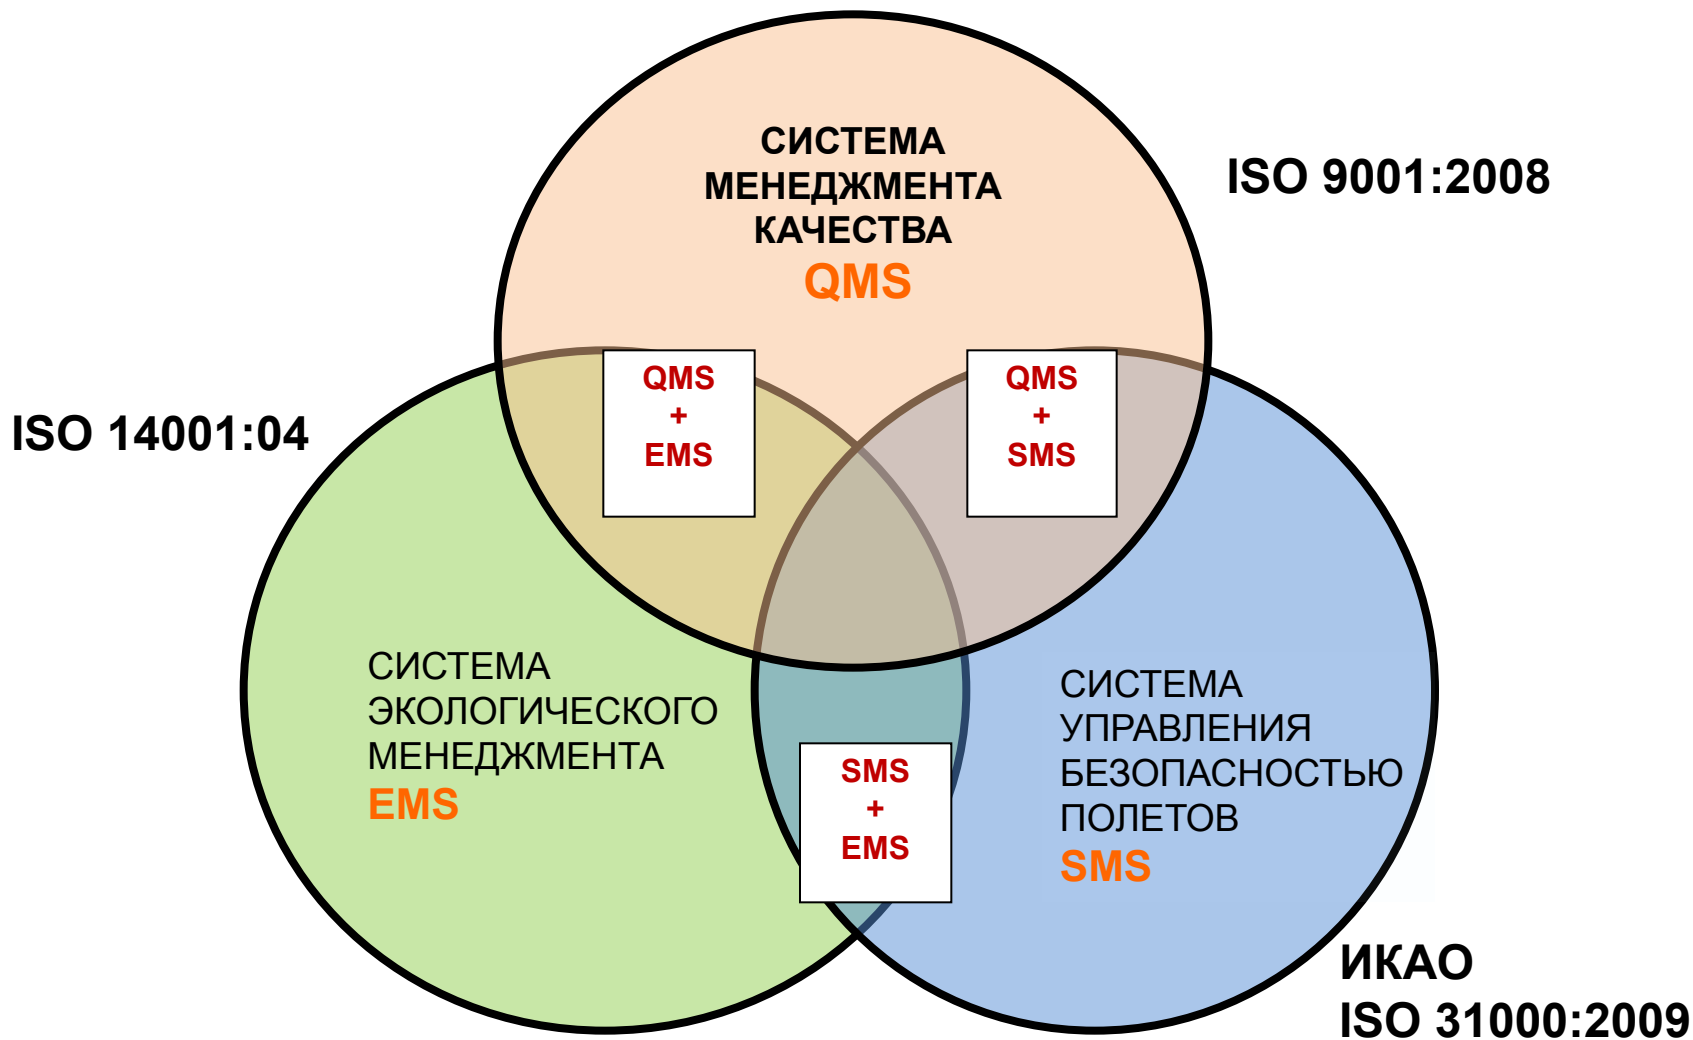 СИСТЕМА
МЕНЕДЖМЕНТА
КАЧЕСТВА
QMS
ISO 9001:2008
ISO 14001:04
QMS
+
EMS
QMS
+
SMS
СИСТЕМА
ЭКОЛОГИЧЕСКОГО
МЕНЕДЖМЕНТА
EMS
СИСТЕМА
УПРАВЛЕНИЯ
БЕЗОПАСНОСТЬЮ
ПОЛЕТОВ
SMS
SMS
+
EMS
ИКАО
ISO 31000:2009